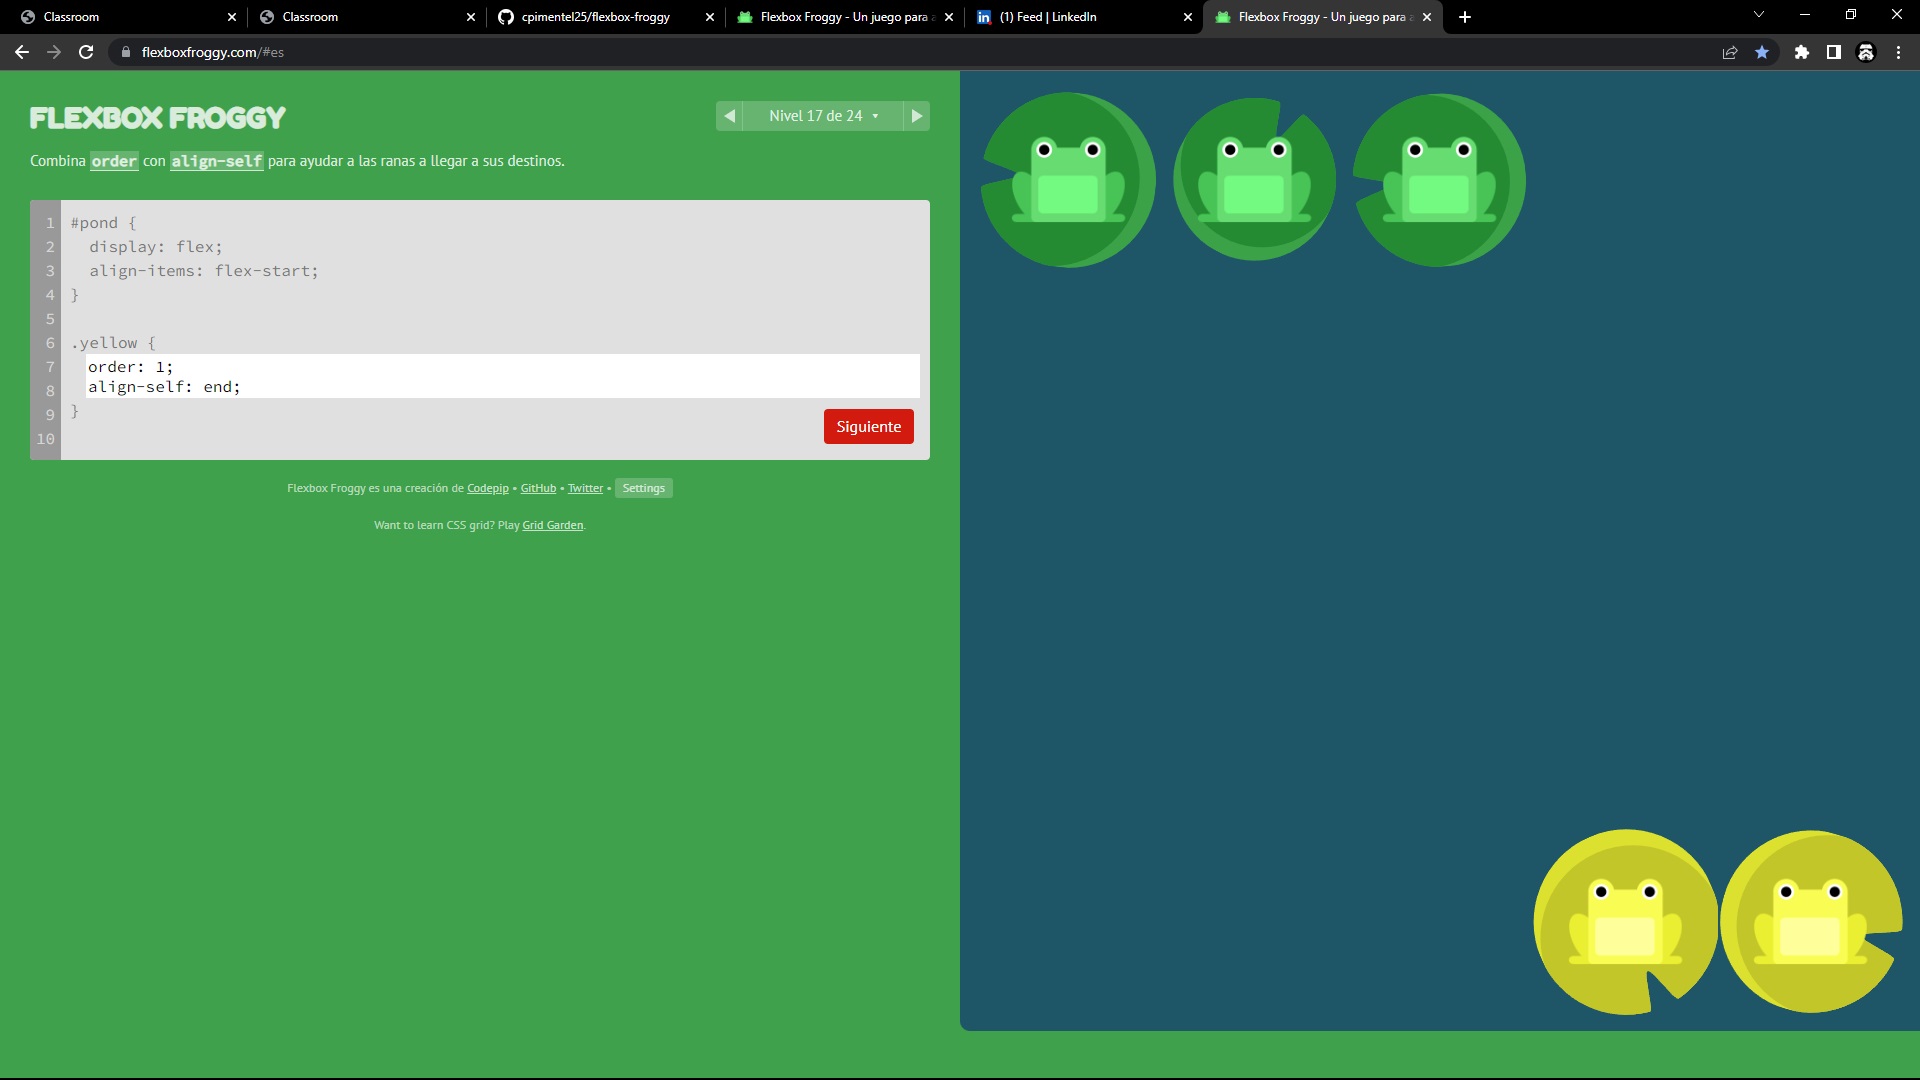 Classroom
Classroom
cpimentel25/flexbox-froggy
Flexbox Froggy - Un juego para
(1) Feed | LinkedIn
Flexbox Froggy - Un juego para
flexboxfroggy.com/#es
FLEXBOX FROGGY
Nivel 17 de 24
Combina order con align-self para ayudar a las ranas a llegar a sus destinos.
1 #pond {
2 display: flex;
3 align-items: flex-start;
4 }
5
6 .yellow {
7 order: 1;
8 align-self: end;
9 }
10
Siguiente
Flexbox Froggy es una creación de Codepip • GitHub • Twitter • Settings
Want to learn CSS grid? Play Grid Garden.